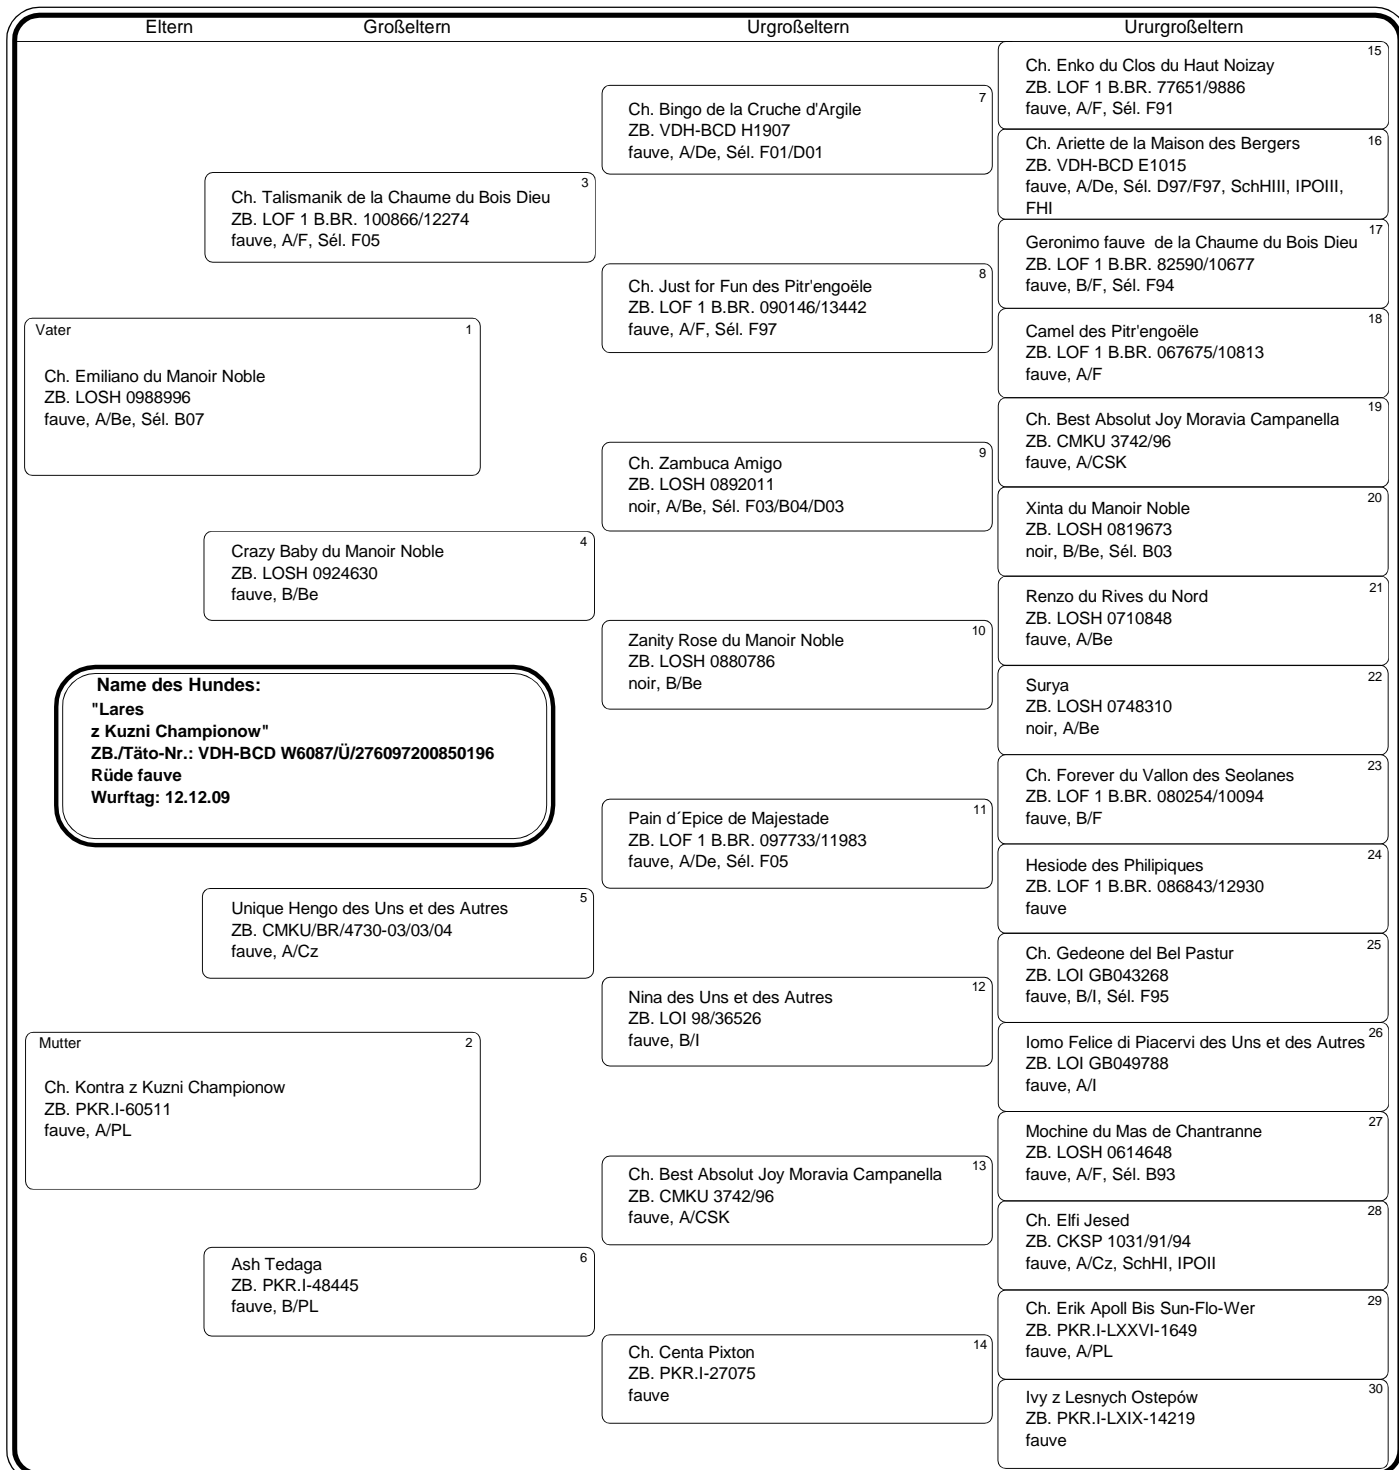 Eltern Großeltern Urgroßeltern Ururgroßeltern
Vater 1
Ch. Emiliano du Manoir Noble
ZB. LOSH 0988996
fauve, A/Be, Sél. B07
Name des Hundes:
"Lares
z Kuzni Championow"
ZB./Täto-Nr.: VDH-BCD W6087/Ü/276097200850196
Rüde fauve
Wurftag: 12.12.09
Mutter 2
Ch. Kontra z Kuzni Championow
ZB. PKR.I-60511
fauve, A/PL
3
Ch. Talismanik de la Chaume du Bois Dieu
ZB. LOF 1 B.BR. 100866/12274
fauve, A/F, Sél. F05
4
Crazy Baby du Manoir Noble
ZB. LOSH 0924630
fauve, B/Be
5
Unique Hengo des Uns et des Autres
ZB. CMKU/BR/4730-03/03/04
fauve, A/Cz
6
Ash Tedaga
ZB. PKR.I-48445
fauve, B/PL
7
Ch. Bingo de la Cruche d'Argile
ZB. VDH-BCD H1907
fauve, A/De, Sél. F01/D01
8
Ch. Just for Fun des Pitr'engoële
ZB. LOF 1 B.BR. 090146/13442
fauve, A/F, Sél. F97
9
Ch. Zambuca Amigo
ZB. LOSH 0892011
noir, A/Be, Sél. F03/B04/D03
10
Zanity Rose du Manoir Noble
ZB. LOSH 0880786
noir, B/Be
11
Pain d´Epice de Majestade
ZB. LOF 1 B.BR. 097733/11983
fauve, A/De, Sél. F05
12
Nina des Uns et des Autres
ZB. LOI 98/36526
fauve, B/I
13
Ch. Best Absolut Joy Moravia Campanella
ZB. CMKU 3742/96
fauve, A/CSK
14
Ch. Centa Pixton
ZB. PKR.I-27075
fauve
15
Ch. Enko du Clos du Haut Noizay
ZB. LOF 1 B.BR. 77651/9886
fauve, A/F, Sél. F91
16
Ch. Ariette de la Maison des Bergers
ZB. VDH-BCD E1015
fauve, A/De, Sél. D97/F97, SchHIII, IPOIII,
FHI
17
Geronimo fauve de la Chaume du Bois Dieu
ZB. LOF 1 B.BR. 82590/10677
fauve, B/F, Sél. F94
18
Camel des Pitr'engoële
ZB. LOF 1 B.BR. 067675/10813
fauve, A/F
19
Ch. Best Absolut Joy Moravia Campanella
ZB. CMKU 3742/96
fauve, A/CSK
20
Xinta du Manoir Noble
ZB. LOSH 0819673
noir, B/Be, Sél. B03
21
Renzo du Rives du Nord
ZB. LOSH 0710848
fauve, A/Be
22
Surya
ZB. LOSH 0748310
noir, A/Be
23
Ch. Forever du Vallon des Seolanes
ZB. LOF 1 B.BR. 080254/10094
fauve, B/F
24
Hesiode des Philipiques
ZB. LOF 1 B.BR. 086843/12930
fauve
25
Ch. Gedeone del Bel Pastur
ZB. LOI GB043268
fauve, B/I, Sél. F95
26
Iomo Felice di Piacervi des Uns et des Autres
ZB. LOI GB049788
fauve, A/I
27
Mochine du Mas de Chantranne
ZB. LOSH 0614648
fauve, A/F, Sél. B93
28
Ch. Elfi Jesed
ZB. CKSP 1031/91/94
fauve, A/Cz, SchHI, IPOII
29
Ch. Erik Apoll Bis Sun-Flo-Wer
ZB. PKR.I-LXXVI-1649
fauve, A/PL
30
Ivy z Lesnych Ostepów
ZB. PKR.I-LXIX-14219
fauve